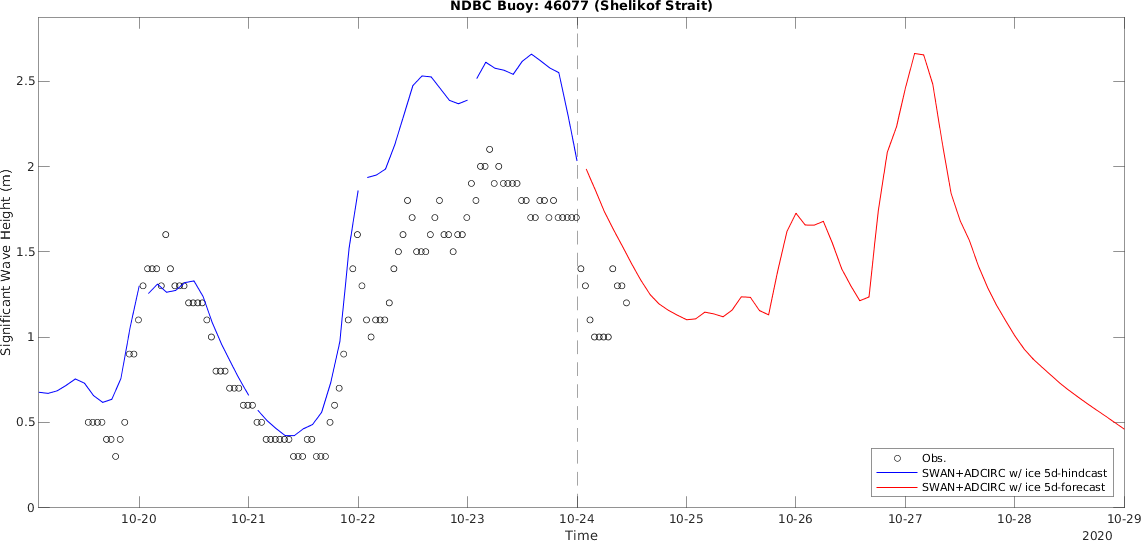 NDBC Buoy: 46077 (Shelikof Strait)
Significant Wave Height (m)
2.5
2
1.5
1
0.5
0
Obs.
SWAN+ADCIRC w/ ice 5d-hindcast
SWAN+ADCIRC w/ ice 5d-forecast
10-20 10-21 10-22 10-23 10-24 10-25 10-26 10-27 10-28 10-29
Time
2020